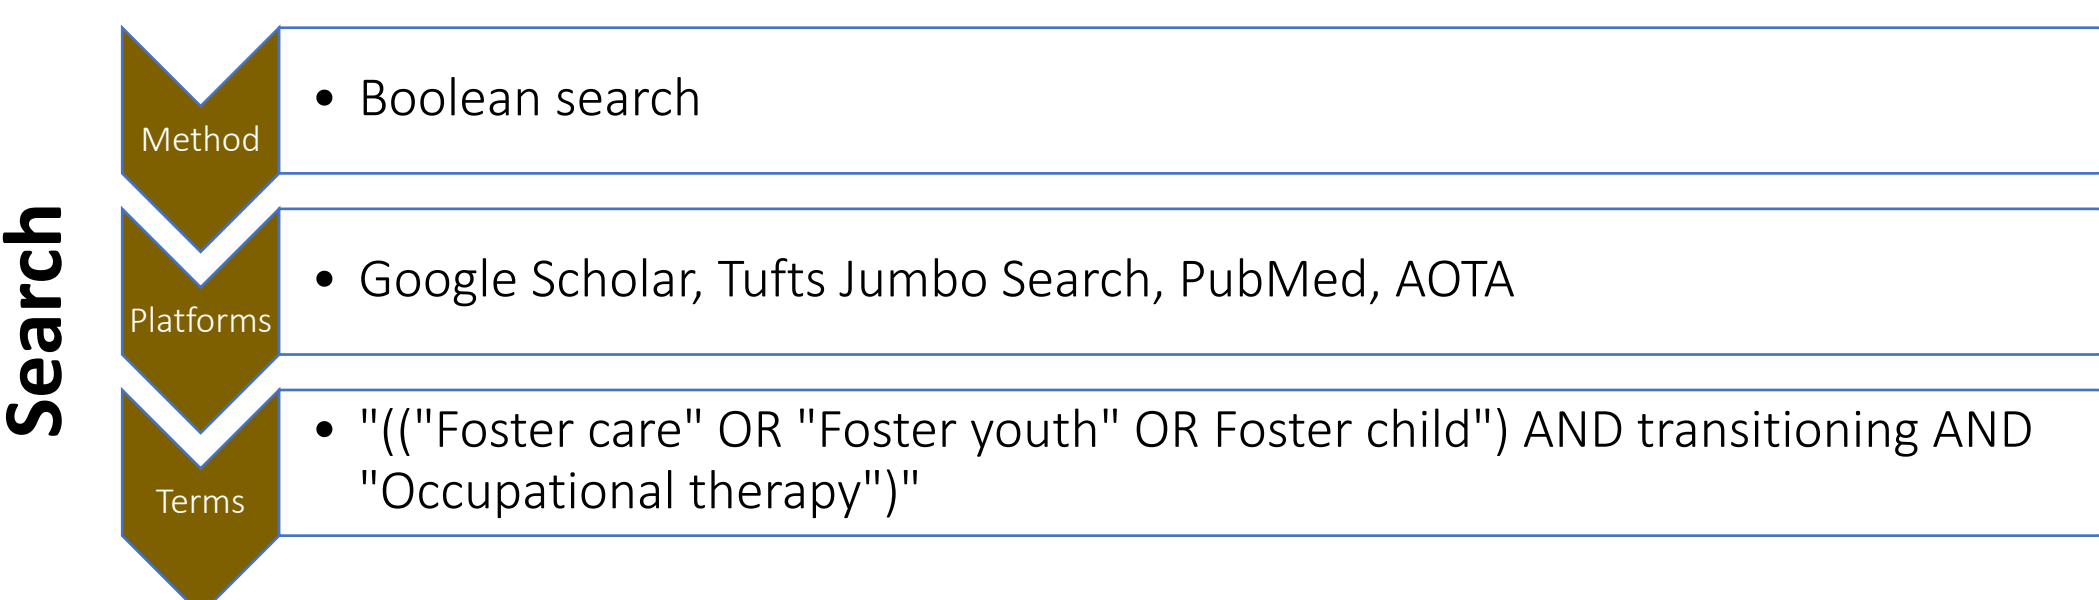 Search
Method
• Boolean search
Platforms
• Google Scholar, Tufts Jumbo Search, PubMed, AOTA
Terms
• "(("Foster care" OR "Foster youth" OR Foster child") AND transitioning AND
"Occupational therapy")"